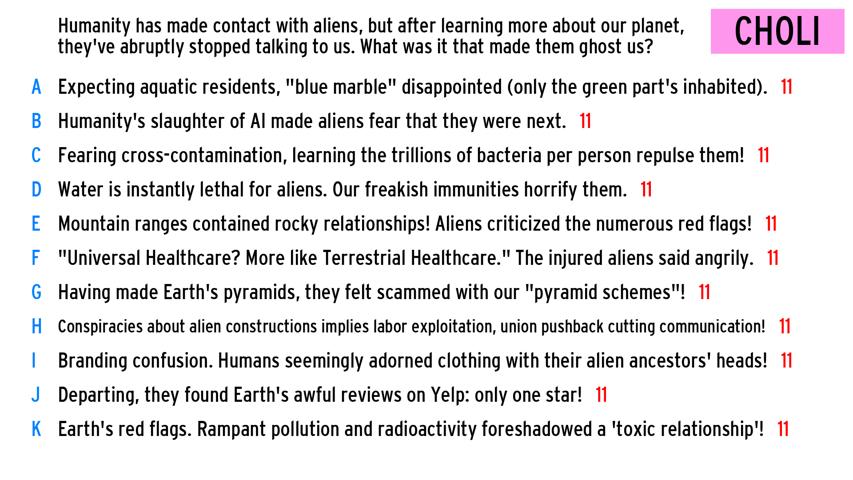 Humanity has made contact with aliens, but after learning more about our planet,
they've abruptly stopped talking to us. What was it that made them ghost us?
CHOLI
A Expecting aquatic residents, "blue marble" disappointed (only the green part's inhabited). 11
B Humanity's slaughter of AI made aliens fear that they were next. 11
C Fearing cross-contamination, learning the trillions of bacteria per person repulse them! 11
D Water is instantly lethal for aliens. Our freakish immunities horrify them. 11
E Mountain ranges contained rocky relationships! Aliens criticized the numerous red flags! 11
F "Universal Healthcare? More like Terrestrial Healthcare." The injured aliens said angrily. 11
G Having made Earth's pyramids, they felt scammed with our "pyramid schemes"! 11
H Conspiracies about alien constructions implies labor exploitation, union pushback cutting communication! 11
I Branding confusion. Humans seemingly adorned clothing with their alien ancestors' heads! 11
J Departing, they found Earth's awful reviews on Yelp: only one star! 11
K Earth's red flags. Rampant pollution and radioactivity foreshadowed a 'toxic relationship'! 11